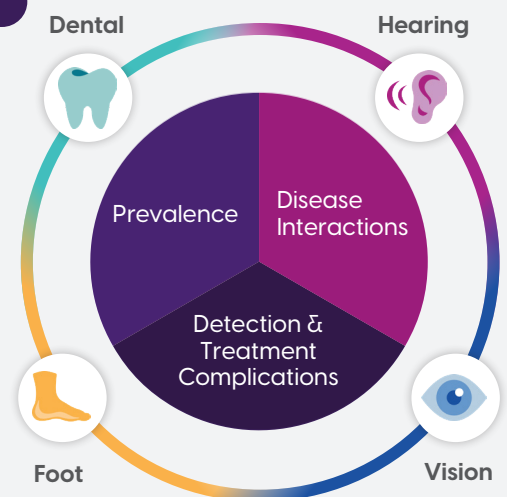 Dental
Hearing
Prevalence
Disease
Interactions
Detection &
Treatment
Complications
Foot
Vision